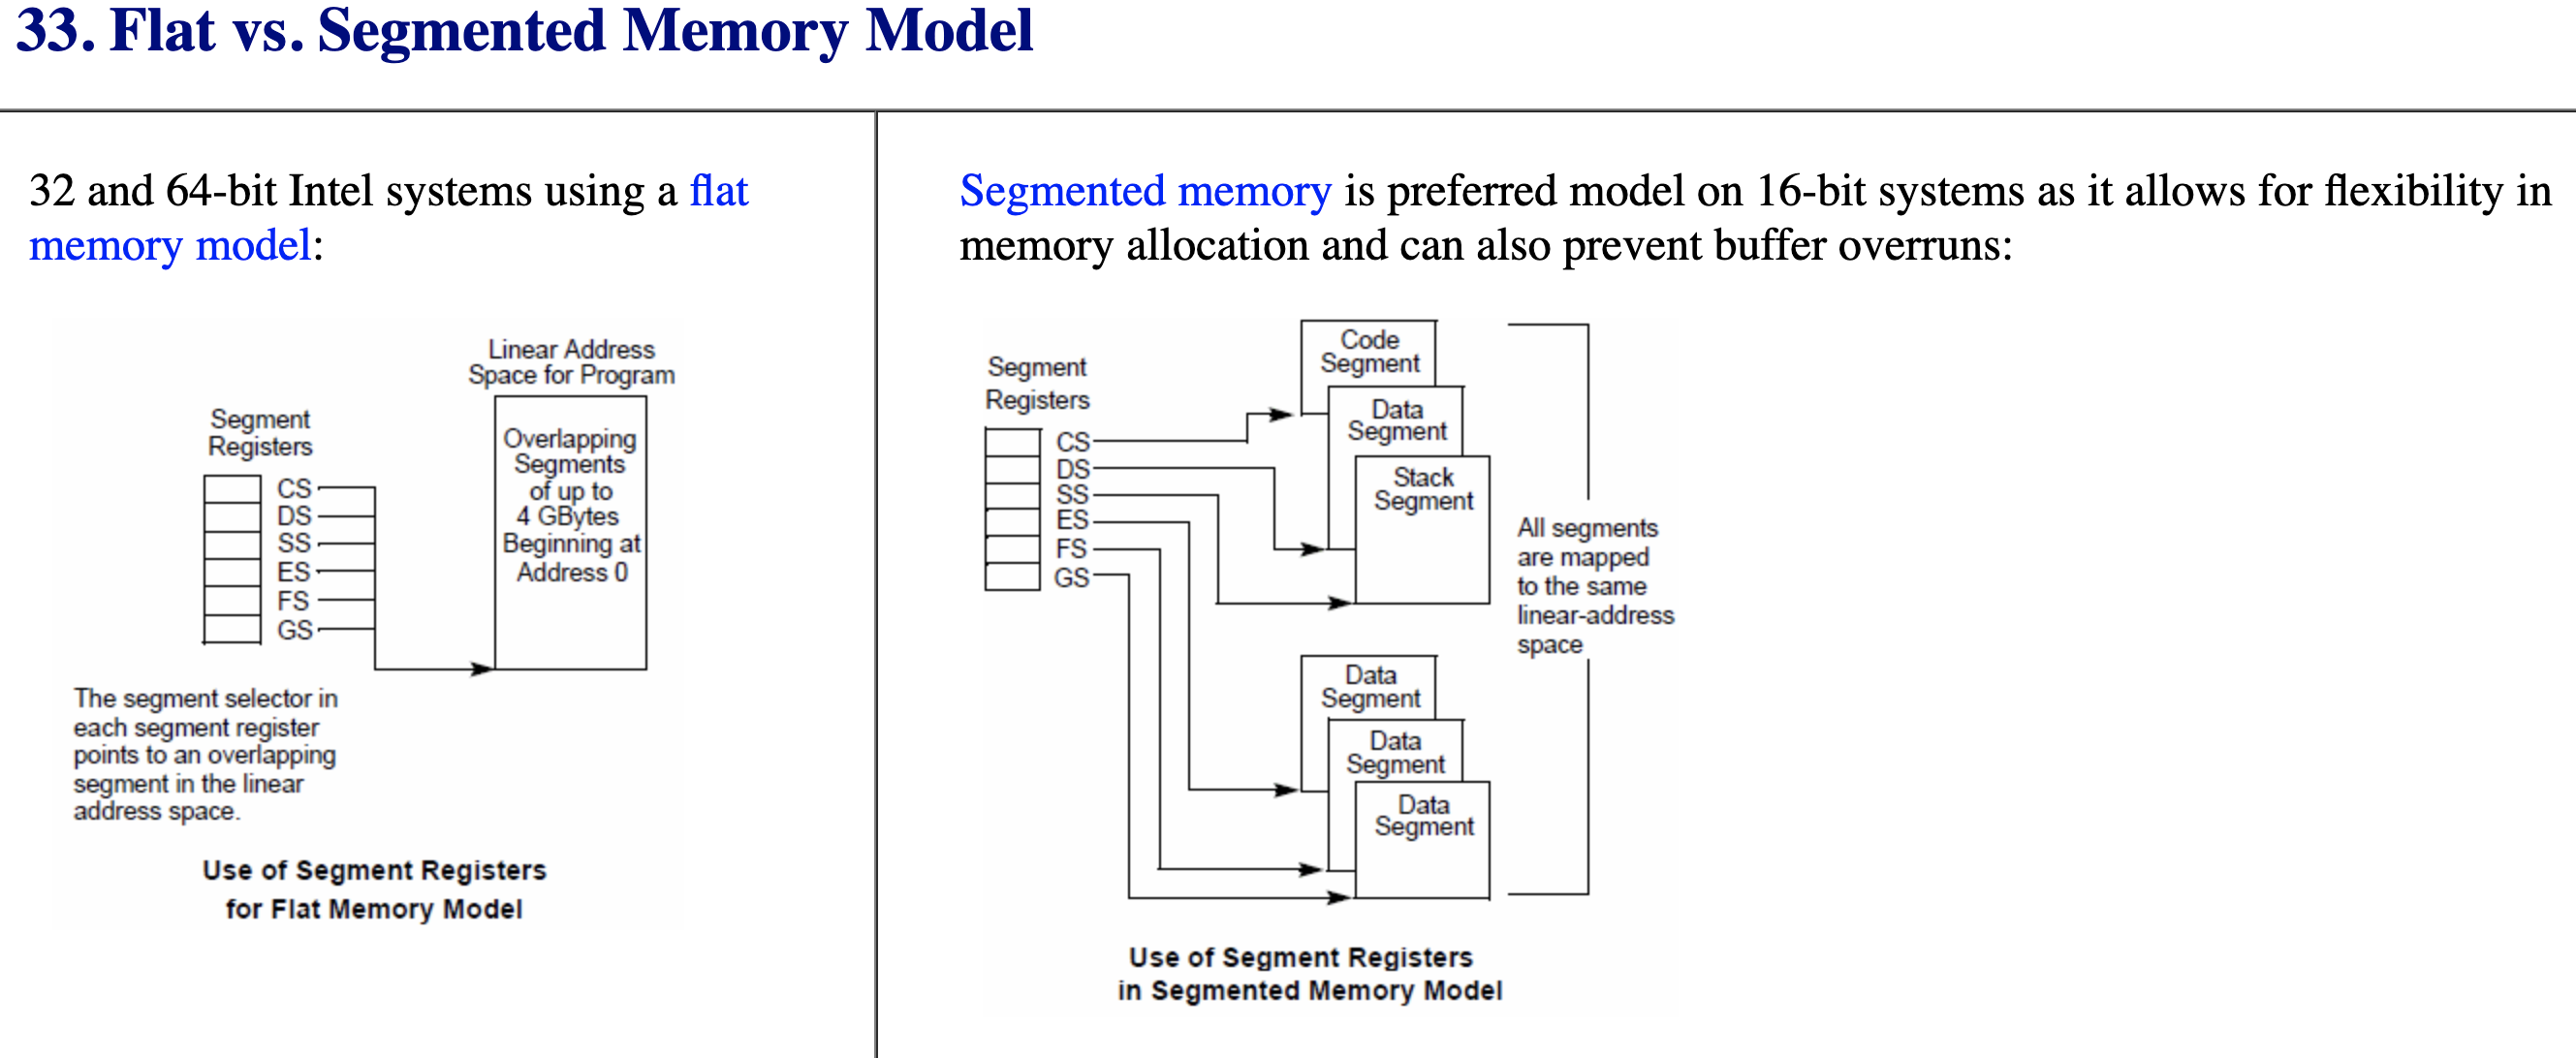 33. Flat vs. Segmented Memory Model
32 and 64-bit Intel systems using a flat
memory model:
Linear Address
Space for Program
Segment
Registers
CS
DS
SS
ES
FS
GS
Overlapping
Segments
of up to
4 GBytes
Beginning at
Address 0
The segment selector in
each segment register
points to an overlapping
segment in the linear
address space.
Use of Segment Registers
for Flat Memory Model
Segmented memory is preferred model on 16-bit systems as it allows for flexibility in
memory allocation and can also prevent buffer overruns:
Segment
Registers
CS
DS
SS
ES
FS
GS
Code
Segment
Data
Segment
Stack
Segment
Data
Segment
Data
Segment
Data
Segment
All segments
are mapped
to the same
linear-address
space
Use of Segment Registers
in Segmented Memory Model